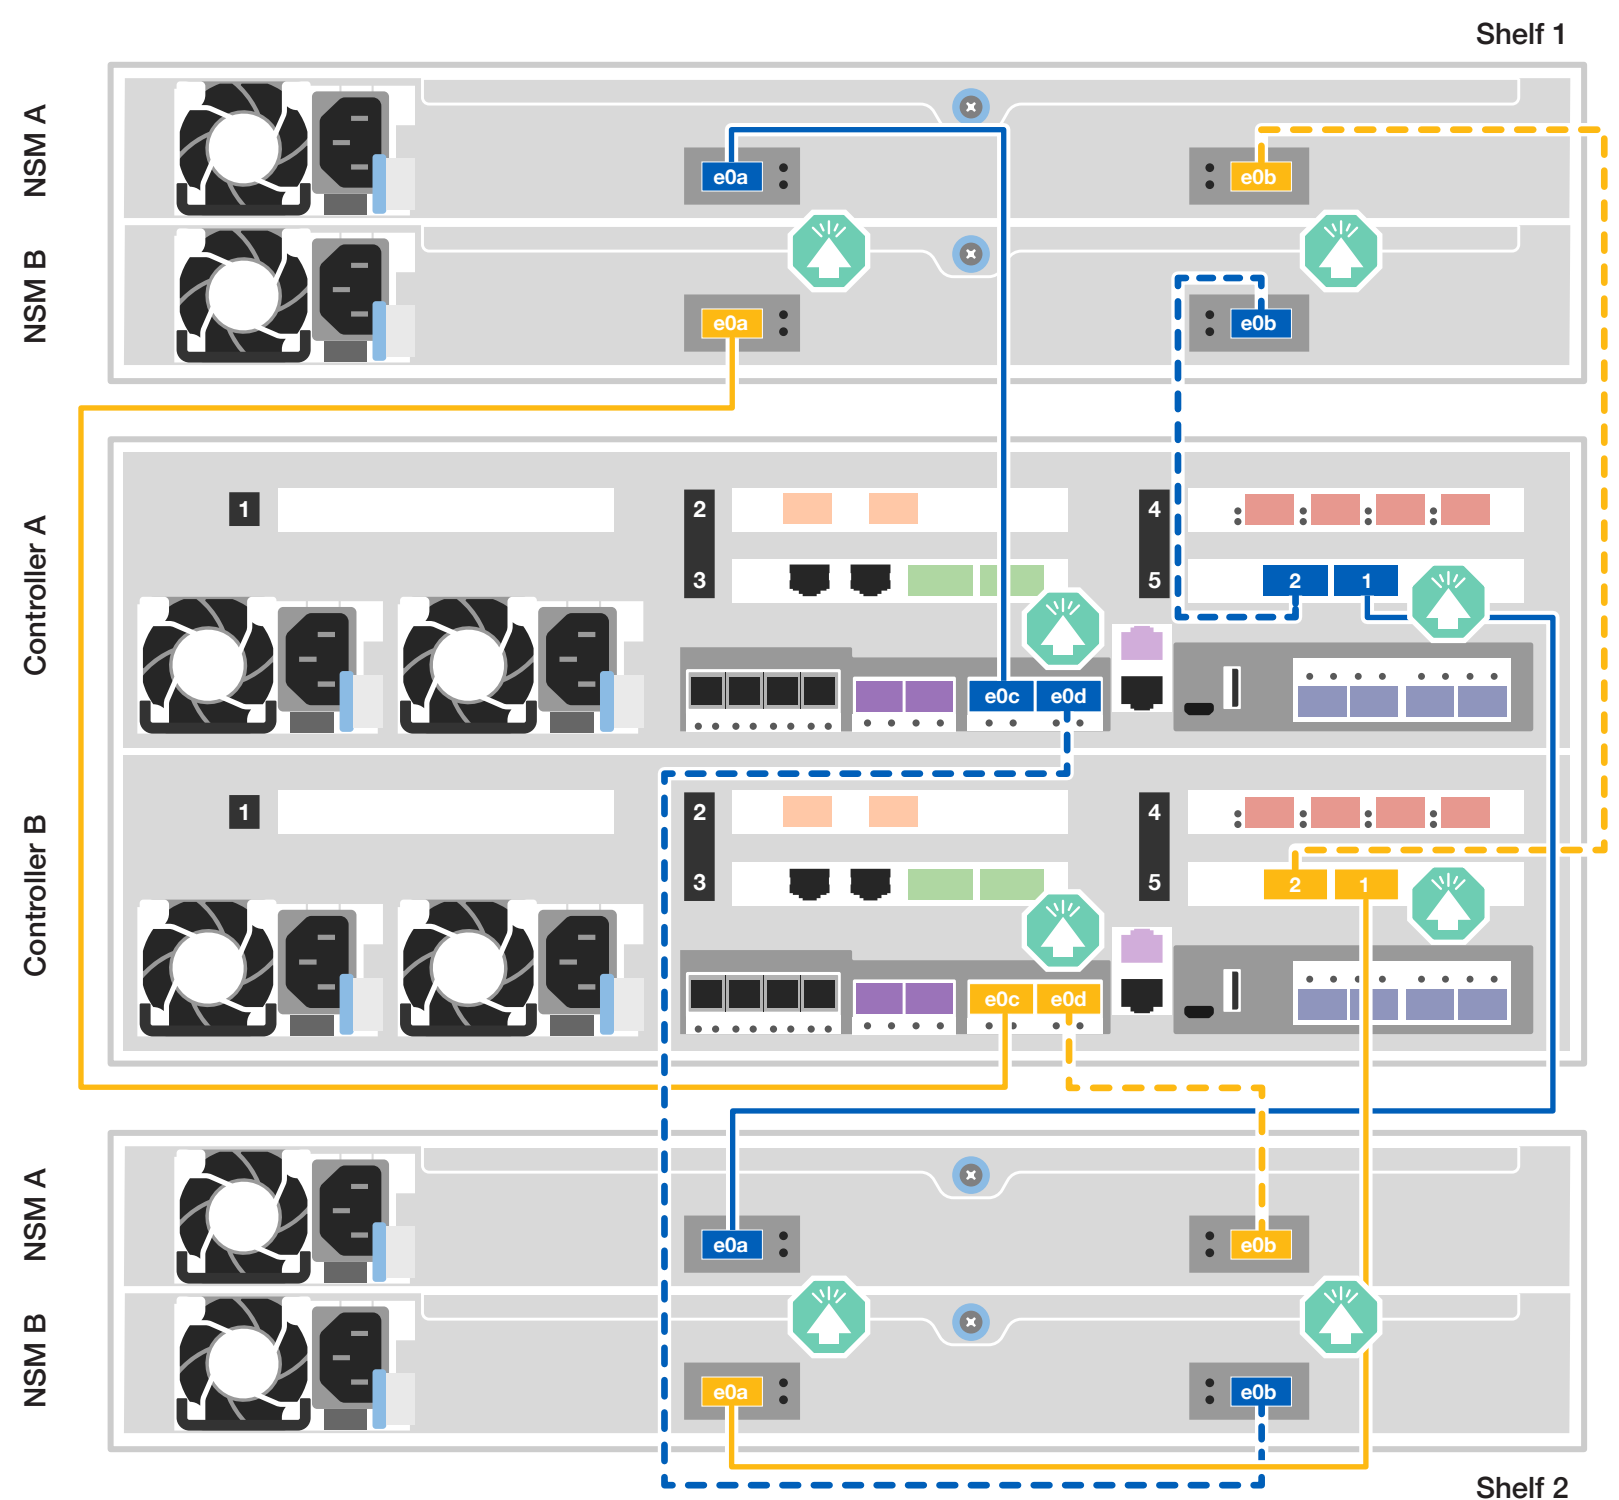 Shelf 1
NSM A
e0a
e0b
NSM B
e0a
e0b
Controller A
1
2
4
3
5
2
1
e0c
e0d
Controller B
1
2
4
3
5
2
1
e0c
e0d
NSM A
e0a
e0b
NSM B
e0a
e0b
Shelf 2